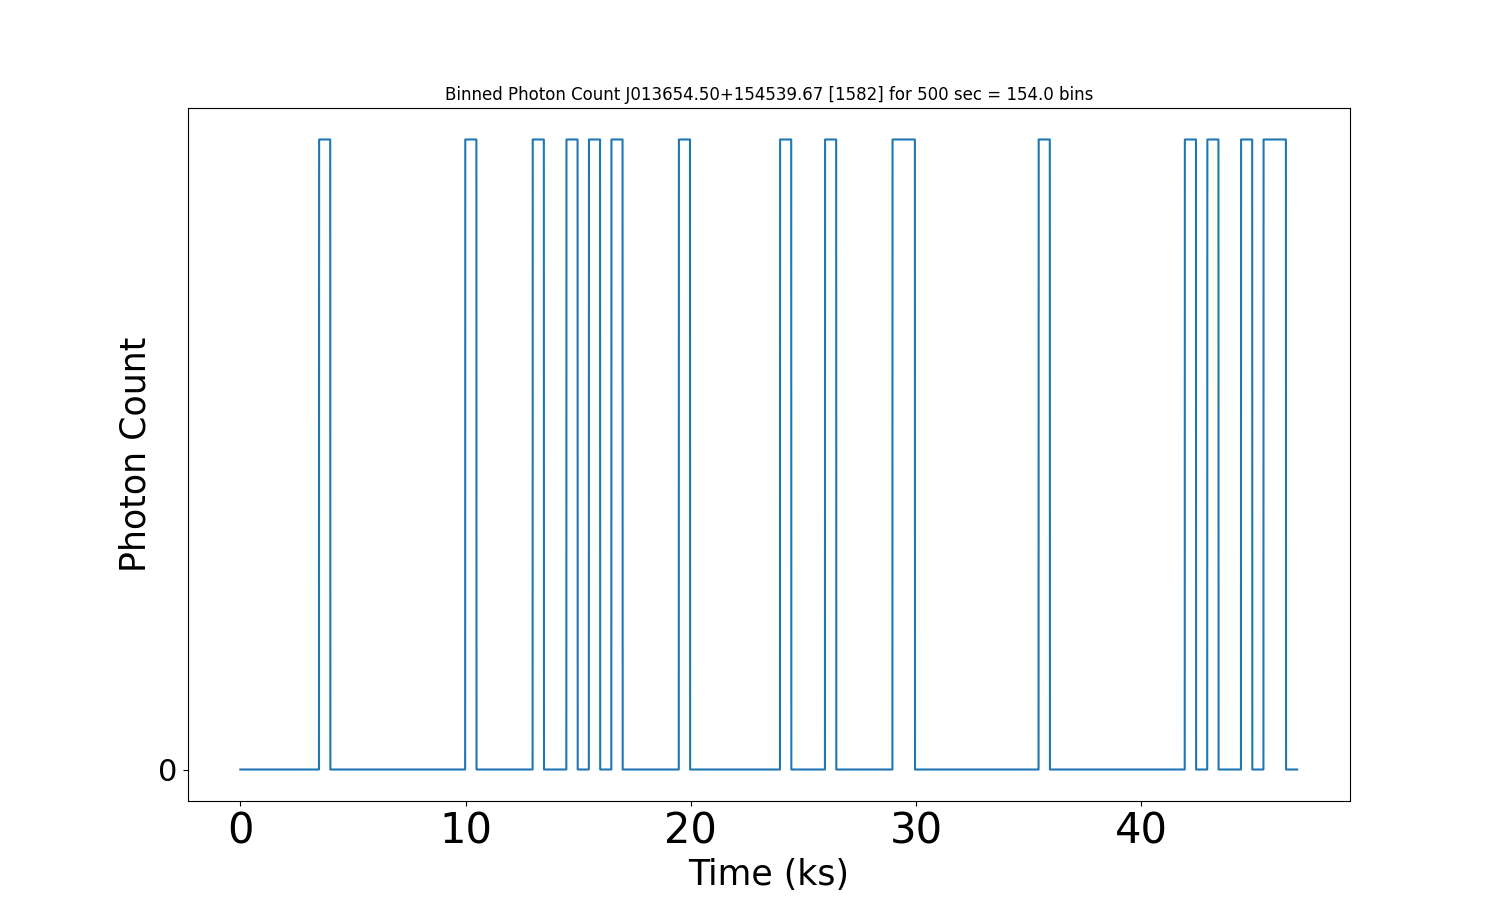 Binned Photon Count J013654.50+154539.67 [1582] for 500 sec = 154.0 bins
Photon Count
0
0 10 20 30 40
Time (ks)